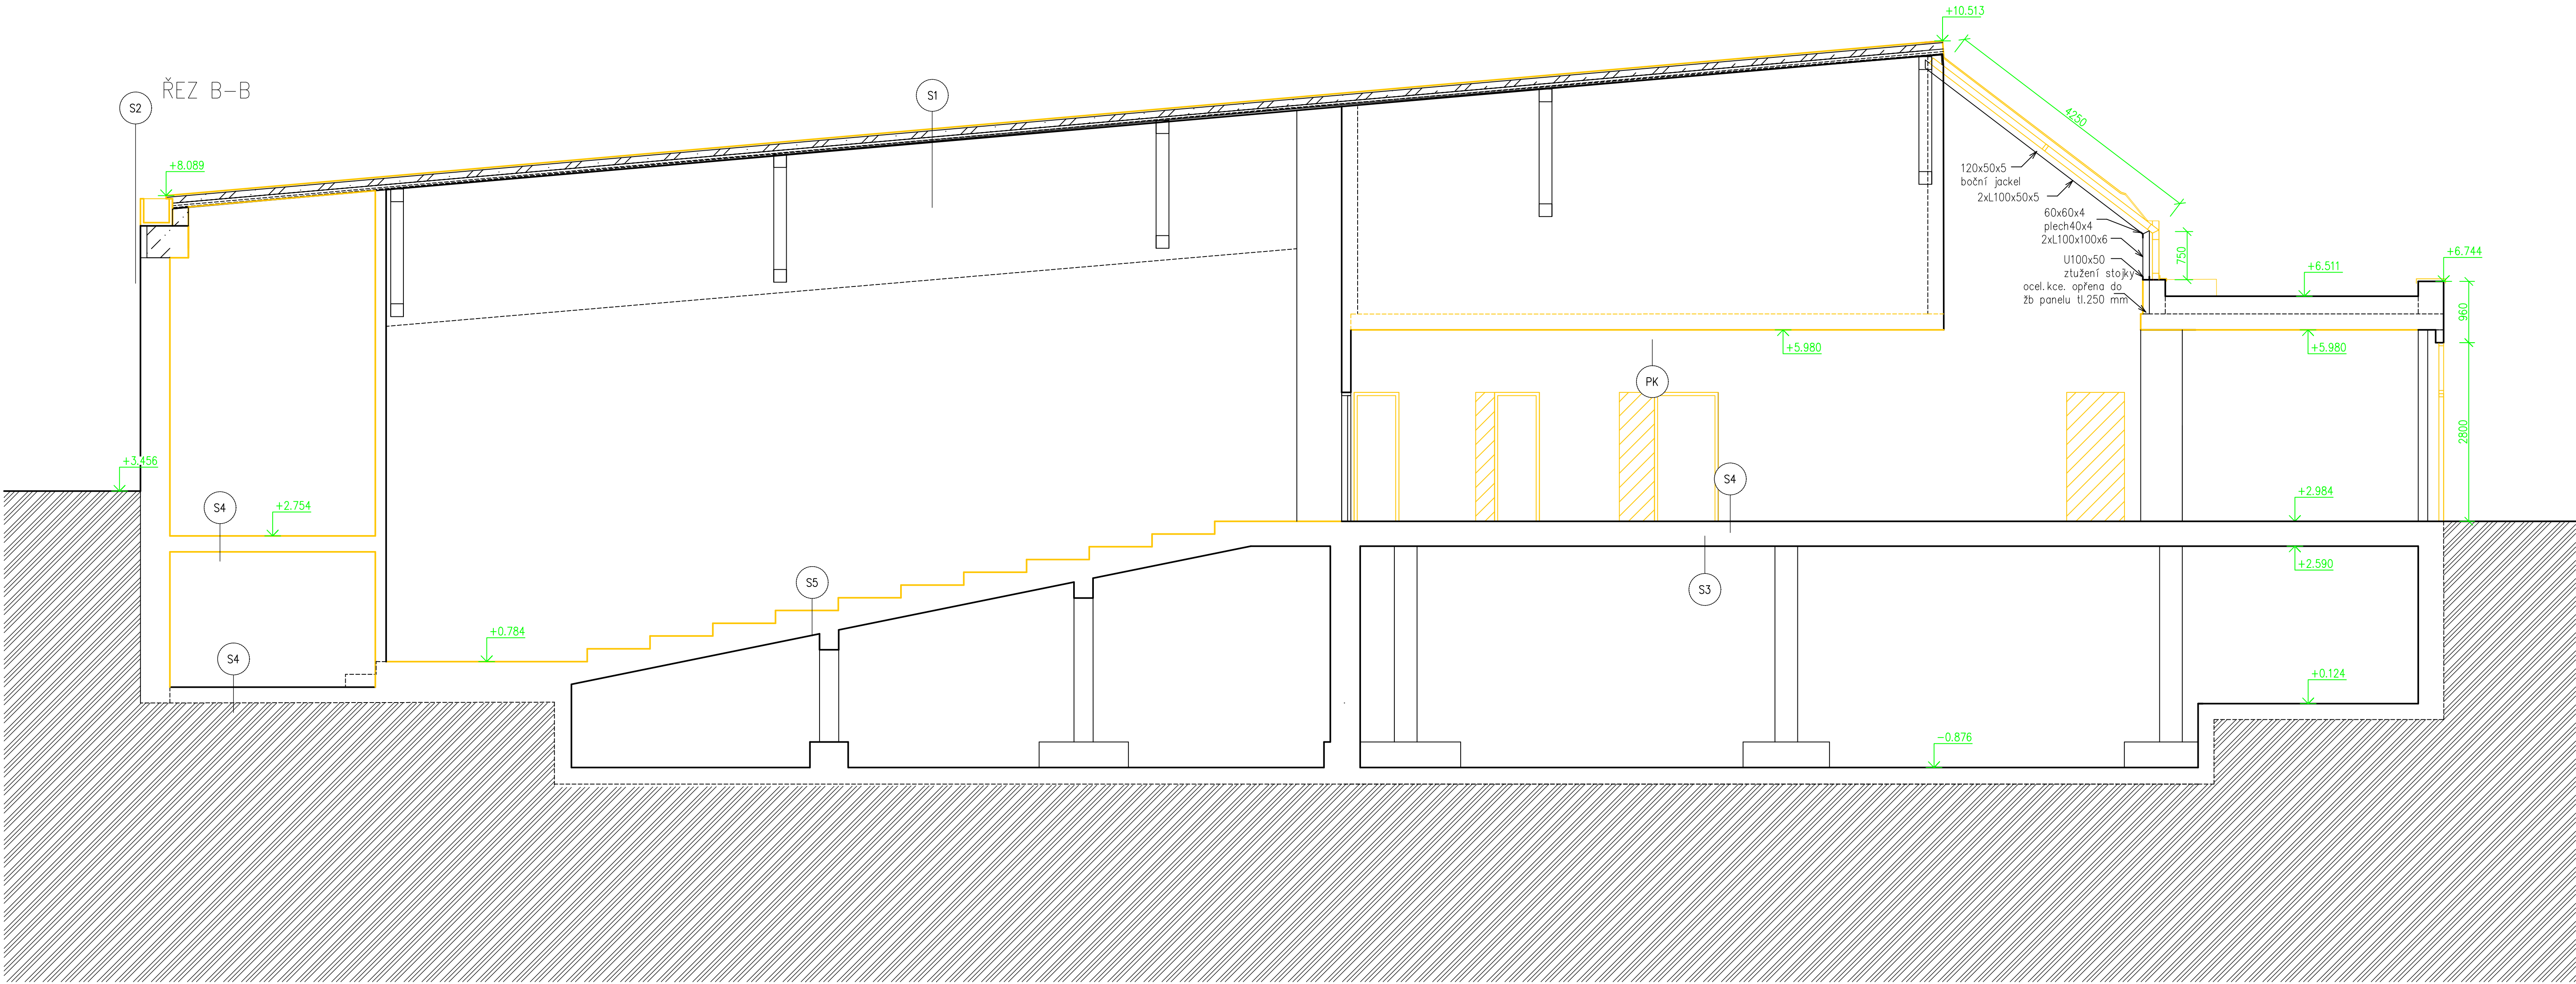 +10.513
ŘEZ B-B
S2
S1
4250
+8.089
120x50x5
boční jackel
2xL100x50x5
60x60x4
plech40x4
2xL100x100x6
U100x50
ztužení stojky
ocel.kce. opřena do
žb panelu tl.250 mm
750
+6.744
+6.511
960
+5.980
+5.980
PK
2800
+3.456
S4
+2.754
S4
+2.984
S5
S3
+2.590
+0.784
S4
+0.124
-0.876